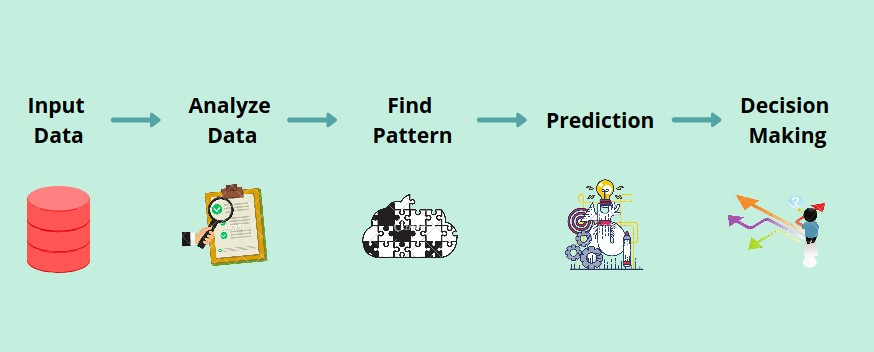 Input
Data
Analyze
Data
Find
Pattern
Prediction
Decision
Making